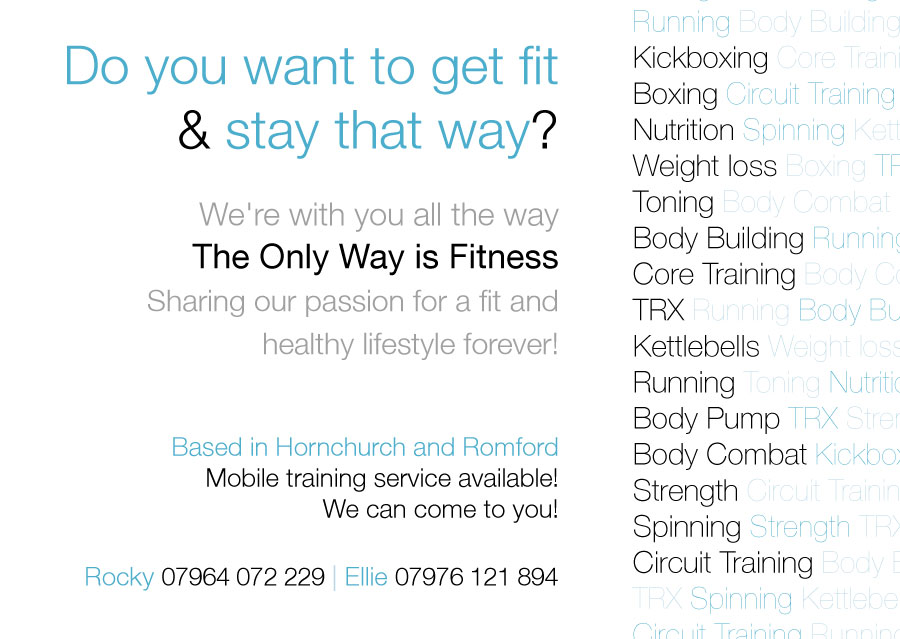 Do you want to get fit
& stay that way?
We're with you all the way
The Only Way is Fitness
Sharing our passion for a fit and
healthy lifestyle forever!
Based in Hornchurch and Romford
Mobile training service available!
We can come to you!
Rocky 07964 072 229 | Ellie 07976 121 894
Running Body Building
Kickboxing Core Traini
Boxing Circuit Training
Nutrition Spinning Kett
Weight loss Boxing TR
Toning Body Combat
Body Building Running
Core Training Body Co
TRX Running Body Bu
Kettlebells Weight loss
Running Toning Nutritio
Body Pump TRX Stren
Body Combat Kickbox
Strength Circuit Trainin
Spinning Strength TRX
Circuit Training Body B
TRX Spinning Kettlebe
Circuit Training Running